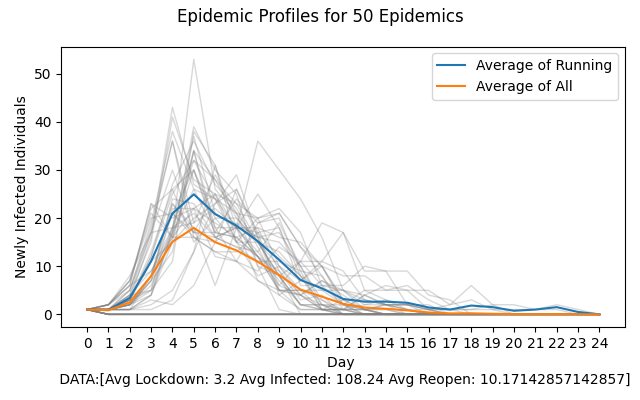 Epidemic Profiles for 50 Epidemics
Average of Running
Average of All
Newly Infected Individuals
50
40
30
20
10
0
0 1 2 3 4 5 6 7 8 9 10 11 12 13 14 15 16 17 18 19 20 21 22 23 24
Day
DATA:[Avg Lockdown: 3.2 Avg Infected: 108.24 Avg Reopen: 10.17142857142857]